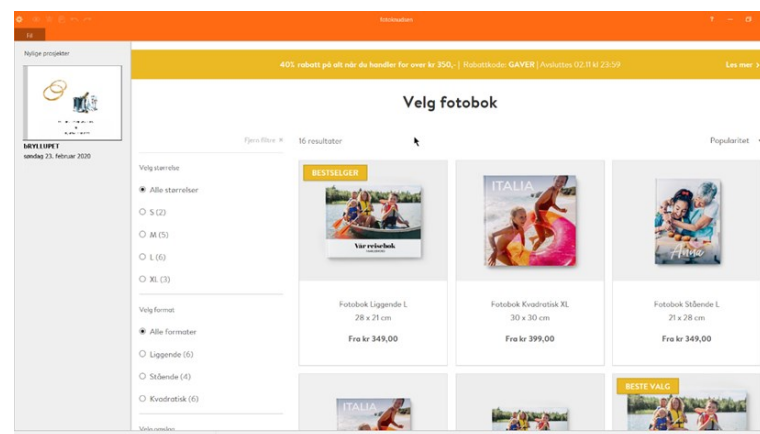 Fil
Nylige prosjekter
BRYLLUPET
søndag 23. februar 2020
40% rabatt på alt når du handler for over kr 350,- | Rabattkode: GAVER | Avsluttes 02.11 kl 23:59
Les mer >
Velg fotobok
Fjern filtre ×
16 resultater
Popularitet
Velg størrelse
Alle størrelser
S (2)
M (5)
L (6)
XL (3)
Velg format
Alle formater
Liggende (6)
Stående (4)
Kvadratisk (6)
BESTSELGER
Vår reisebok
Fotobok Liggende L
28 x 21 cm
Fra kr 349,00
ITALIA
Fotobok Kvadratisk XL
30 x 30 cm
Fra kr 399,00
Anna
Fotobok Stående L
21 x 28 cm
Fra kr 349,00
ITALIA
BESTE VALG